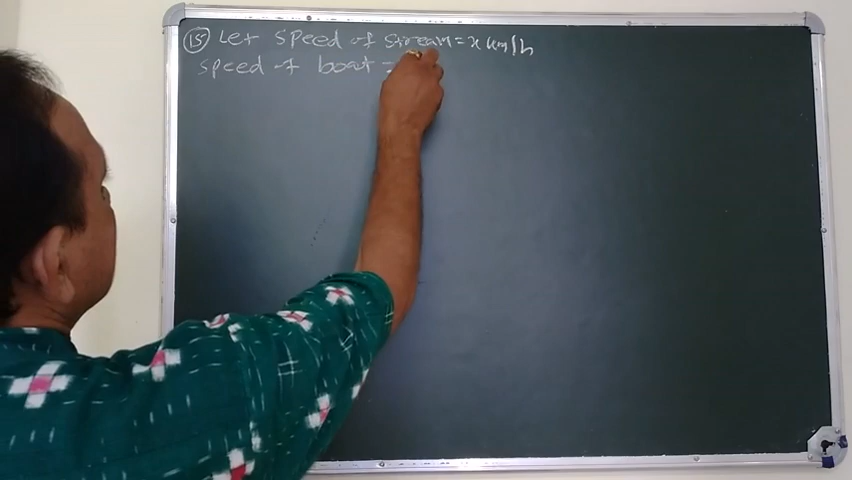 (15) Let speed of stream = x km/h
speed of boat =